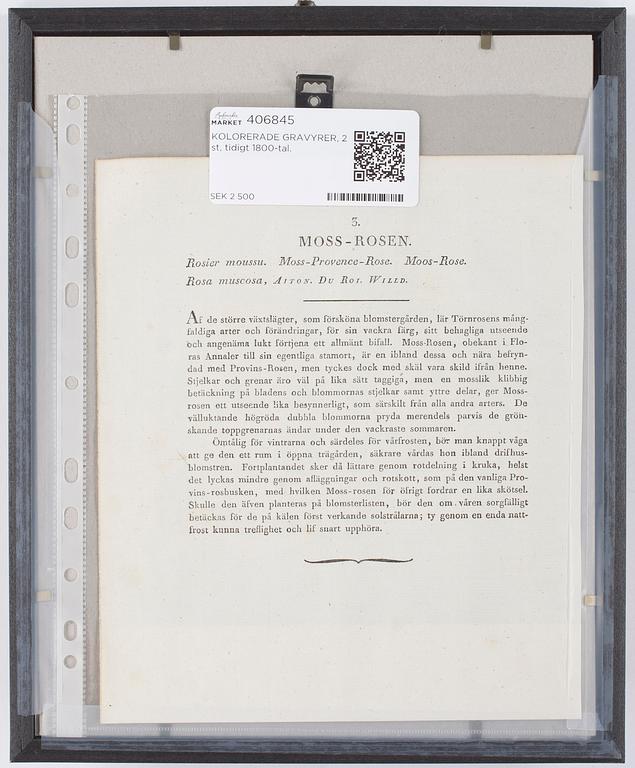 Bukowskis
MARKET 406845
KOLORERADE GRAVYRER, 2
st, tidigt 1800-tal.
SEK 2 500
3.
MOSS-ROSEN.
Rosier moussu. Moss-Provence-Rose. Moos-Rose.
Rosa muscosa, AITON. DU ROI. WILLD.
Af de större växtslägter, som försköna blomstergården, lär Törnrosens mång-
faldiga arter och förändringar, för sin vackra färg, sitt behagliga utseende
och angenäma lukt förtjena ett allmänt bifall. Moss-Rosen, obekant i Flo-
ras Annaler till sin egentliga stamort, är en ibland dessa och nära befryn-
dad med Provins-Rosen, men tyckes dock med skäl vara skild ifrån henne.
Stjelkar och grenar äro väl på lika sätt taggiga, men en mosslik klibbig
betäckning på bladens och blommornas stjelkar samt yttre delar, ger Moss-
rosen ett utseende lika besynnerligt, som särskilt från alla andra arters. De
välluktande högröda dubbla blommorna pryda merendels parvis de grön-
skande toppgrenarnas ändar under den vackraste sommaren.
Ömtålig för vintrarna och särdeles för vårfrosten, bör man knappt våga
att ge den ett rum i öppna trägården, säkrare vårdas hon ibland drifhus-
blomstren. Fortplantandet sker då lättare genom rotdelning i kruka, helst
det lyckas mindre genom afläggningar och rotskott, som på den vanliga Pro-
vins-rosbusken, med hvilken Moss-rosen för öfrigt fordrar en lika skötsel.
Skulle den äfven planteras på blomsterlisten, bör den om våren sorgfälligt
betäckas för de på kälen först verkande solstrålarna; ty genom en enda natt-
frost kunna treflighet och lif snart upphöra.